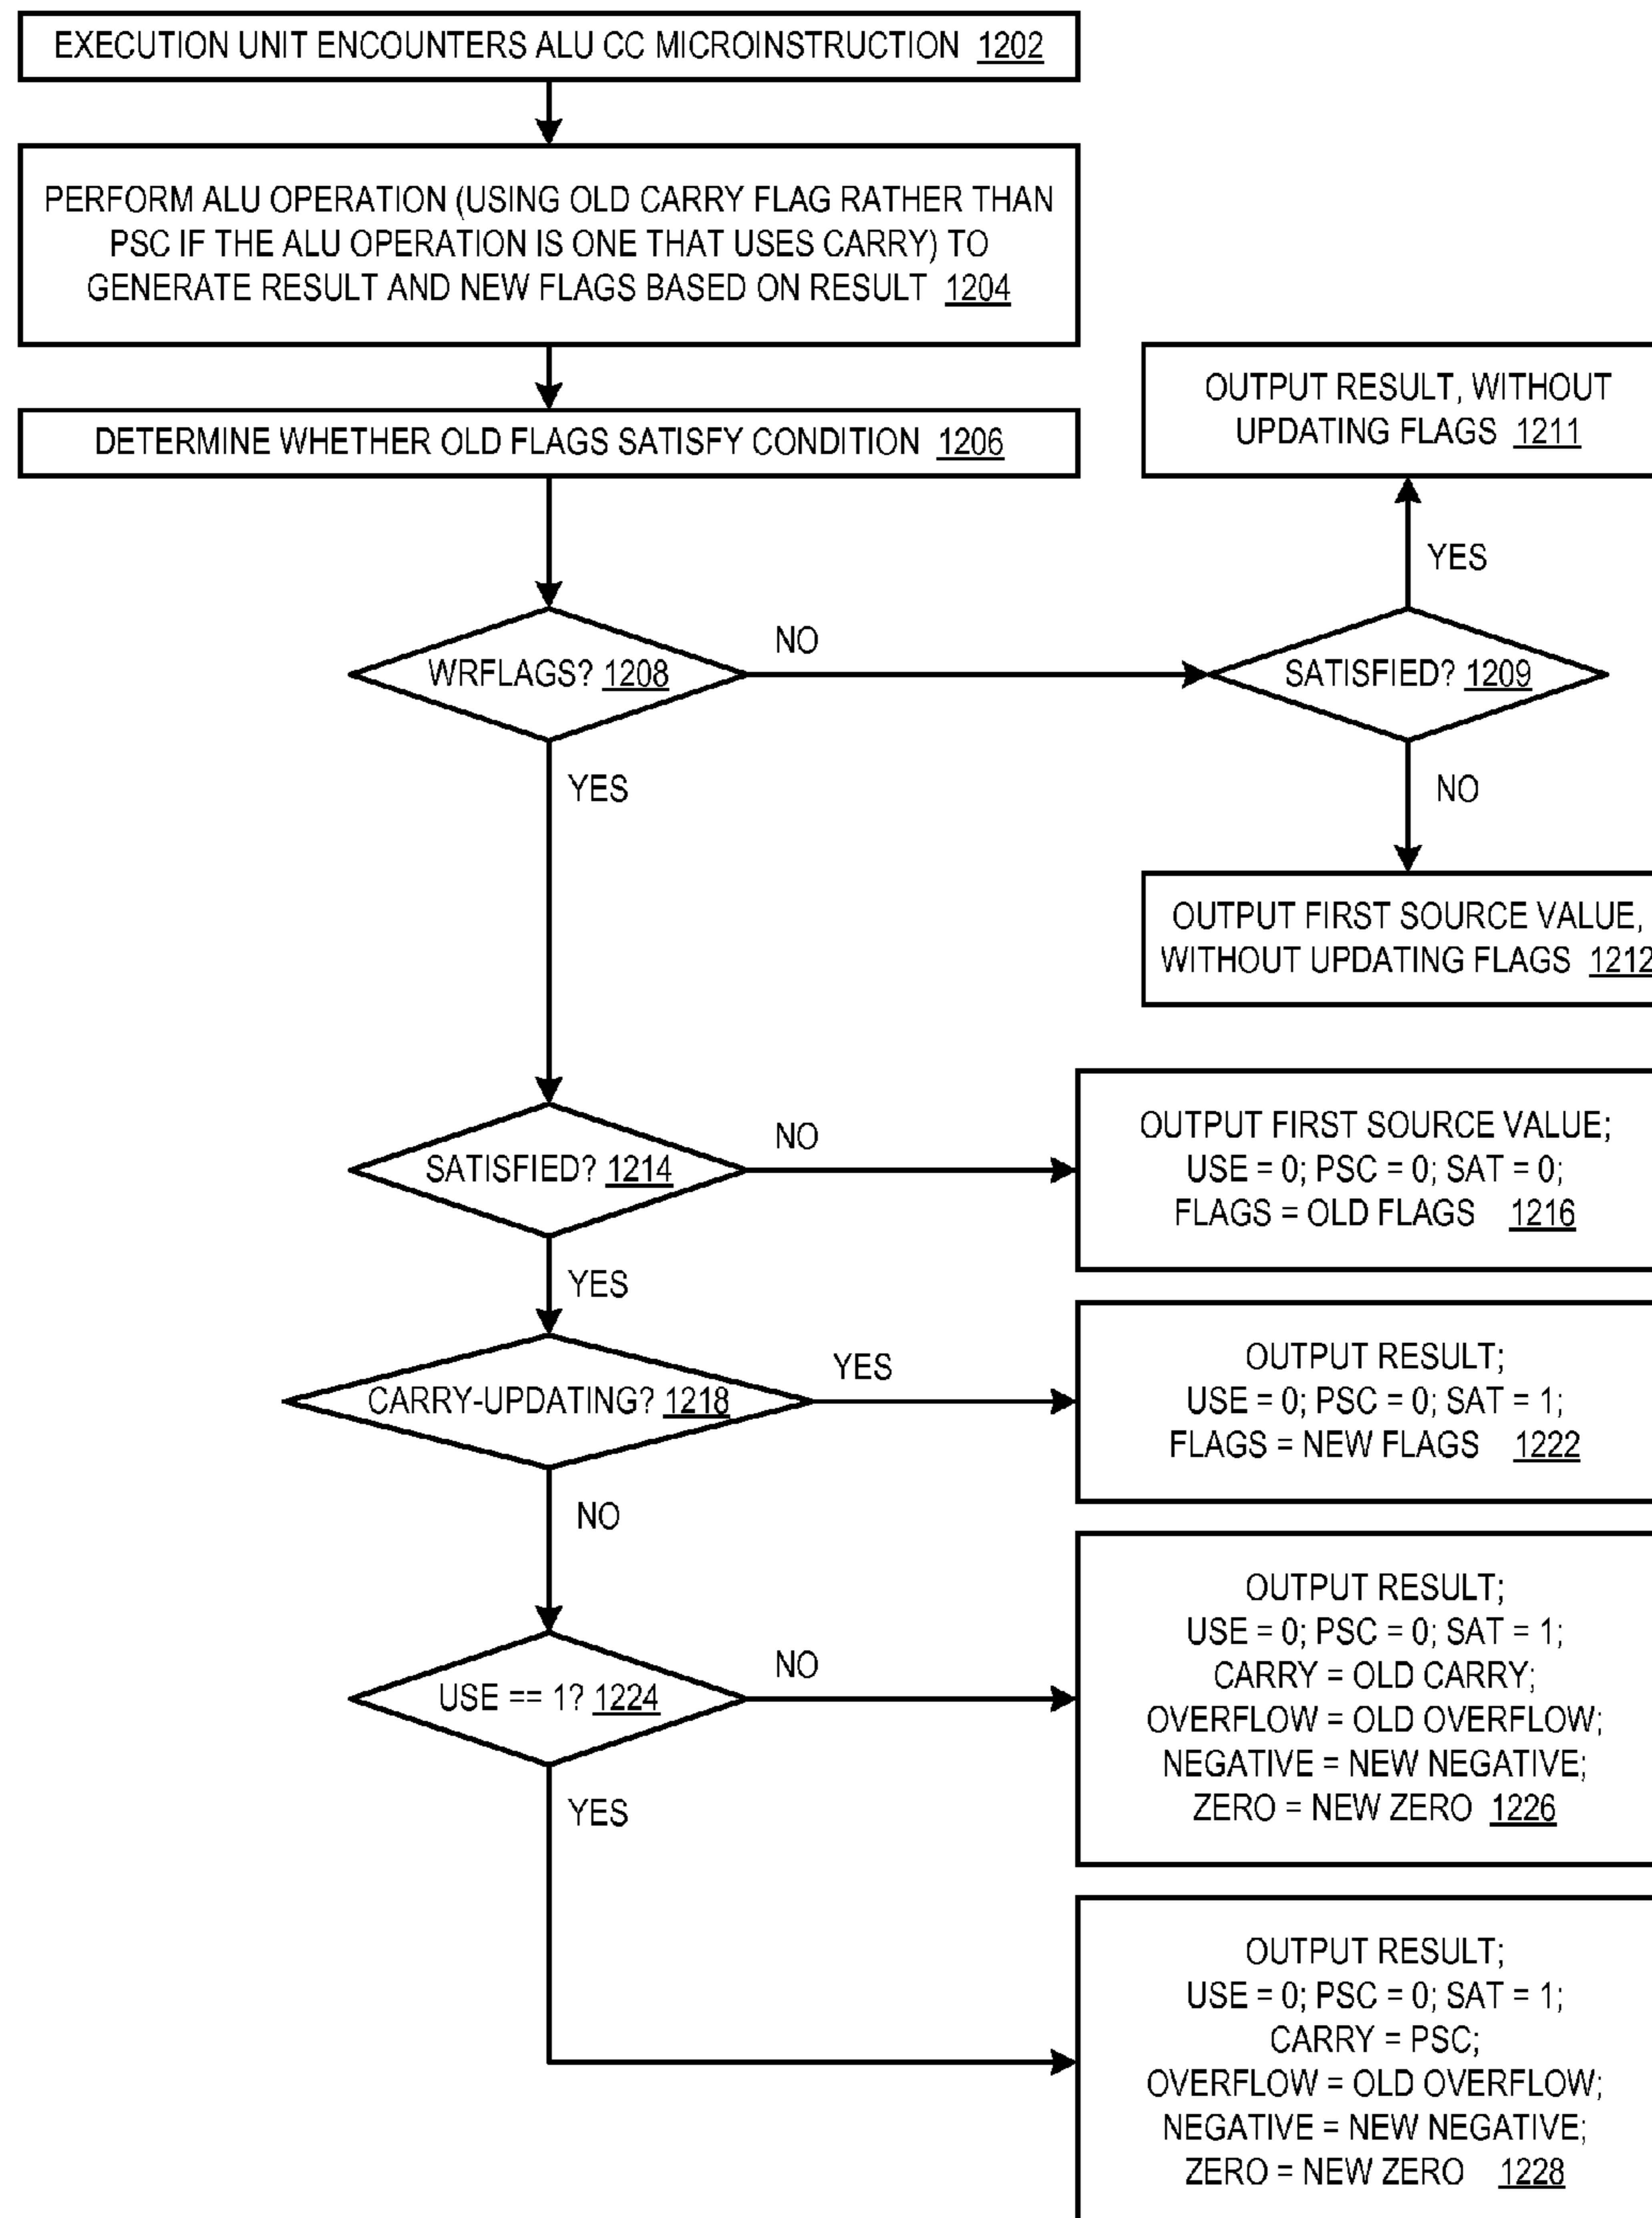 EXECUTION UNIT ENCOUNTERS ALU CC MICROINSTRUCTION 1202
PERFORM ALU OPERATION (USING OLD CARRY FLAG RATHER THAN
PSC IF THE ALU OPERATION IS ONE THAT USES CARRY) TO
GENERATE RESULT AND NEW FLAGS BASED ON RESULT 1204
DETERMINE WHETHER OLD FLAGS SATISFY CONDITION 1206
OUTPUT RESULT, WITHOUT
UPDATING FLAGS 1211
YES
WRFLAGS? 1208
NO
SATISFIED? 1209
YES
NO
OUTPUT FIRST SOURCE VALUE,
WITHOUT UPDATING FLAGS 1212
SATISFIED? 1214
NO
OUTPUT FIRST SOURCE VALUE;
USE = 0; PSC = 0; SAT = 0;
FLAGS = OLD FLAGS 1216
YES
CARRY-UPDATING? 1218
YES
OUTPUT RESULT;
USE = 0; PSC = 0; SAT = 1;
FLAGS = NEW FLAGS 1222
NO
USE == 1? 1224
NO
OUTPUT RESULT;
USE = 0; PSC = 0; SAT = 1;
CARRY = OLD CARRY;
OVERFLOW = OLD OVERFLOW;
NEGATIVE = NEW NEGATIVE;
ZERO = NEW ZERO 1226
YES
OUTPUT RESULT;
USE = 0; PSC = 0; SAT = 1;
CARRY = PSC;
OVERFLOW = OLD OVERFLOW;
NEGATIVE = NEW NEGATIVE;
ZERO = NEW ZERO 1228